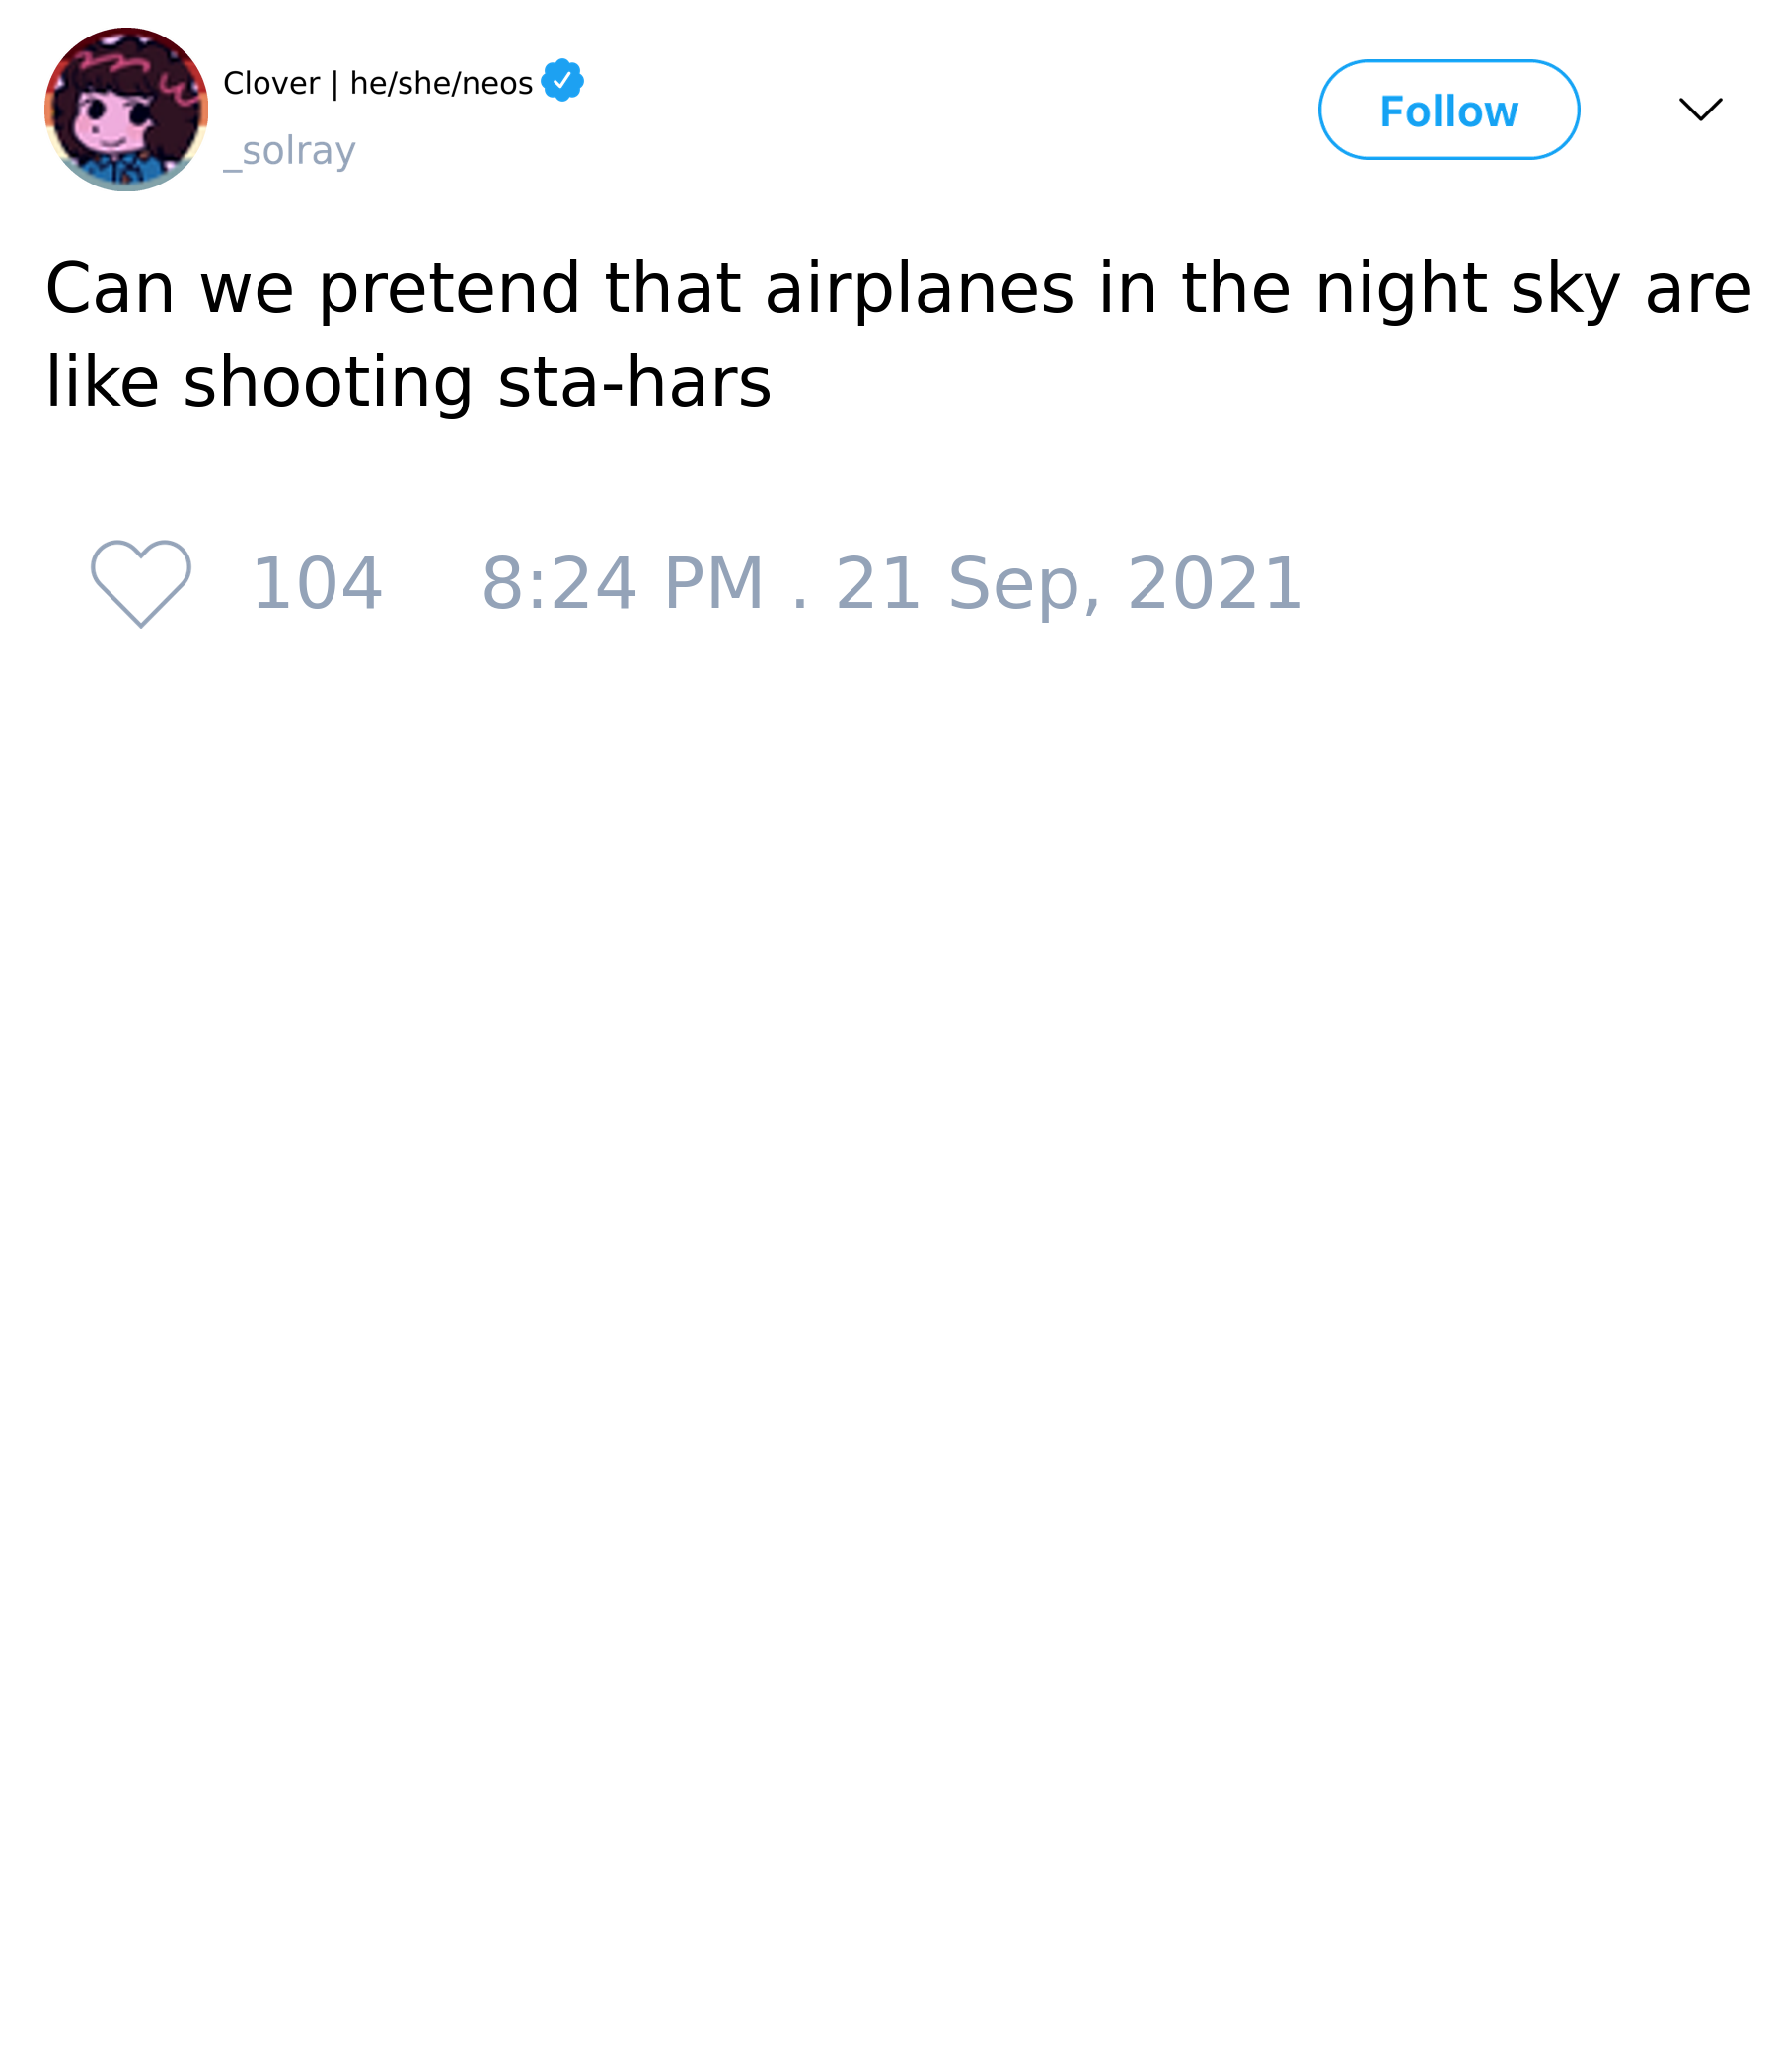 Clover | he/she/neos
_solray
Follow
Can we pretend that airplanes in the night sky are
like shooting sta-hars
104 8:24 PM . 21 Sep, 2021